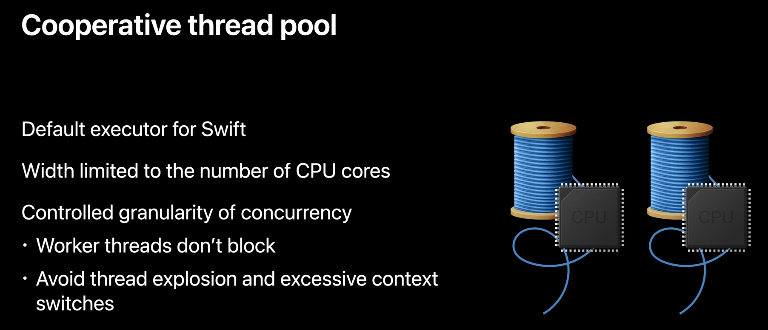 Cooperative thread pool
Default executor for Swift
Width limited to the number of CPU cores
Controlled granularity of concurrency
• Worker threads don’t block
• Avoid thread explosion and excessive context
switches
CPU
CPU